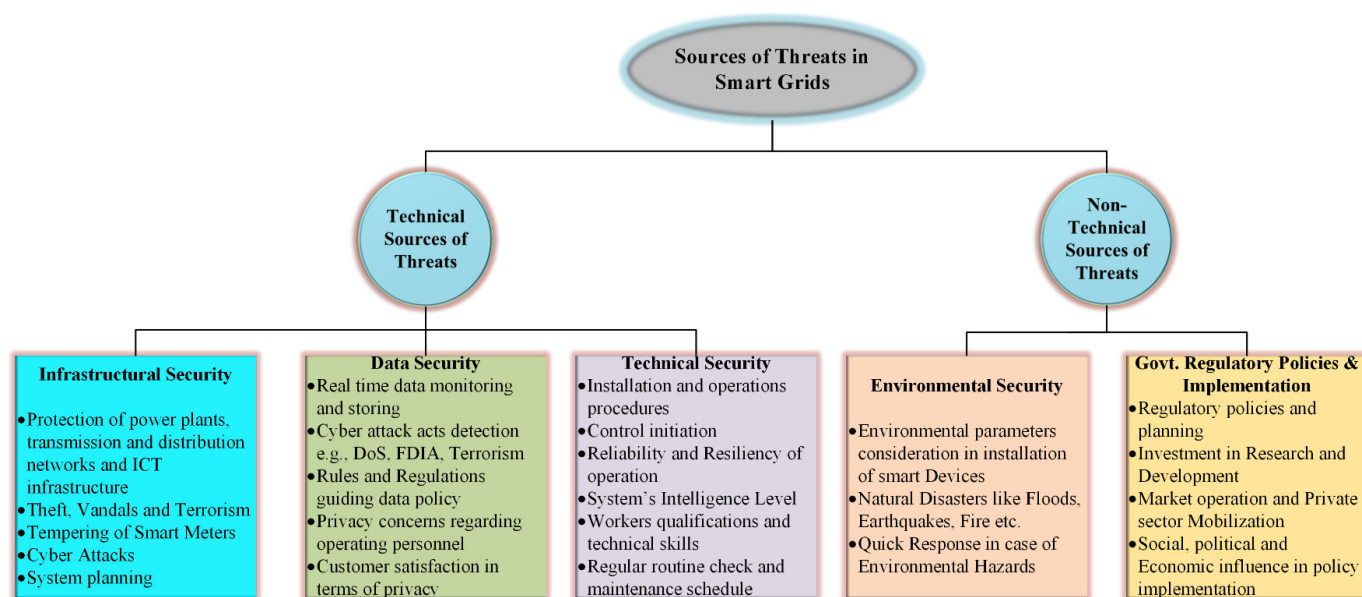 Sources of Threats in
Smart Grids
Technical
Sources of
Threats
Non-
Technical
Sources of
Threats
Infrastructural Security
●Protection of power plants,
transmission and distribution
networks and ICT
infrastructure
●Theft, Vandals and Terrorism
●Tempering of Smart Meters
●Cyber Attacks
●System planning
Data Security
●Real time data monitoring
and storing
●Cyber attack acts detection
e.g., DoS, FDIA, Terrorism
●Rules and Regulations
guiding data policy
●Privacy concerns regarding
operating personnel
●Customer satisfaction in
terms of privacy
Technical Security
●Installation and operations
procedures
●Control initiation
●Reliability and Resiliency of
operation
●System`s Intelligence Level
●Workers qualifications and
technical skills
●Regular routine check and
maintenance schedule
Environmental Security
●Environmental parameters
consideration in installation
of smart Devices
●Natural Disasters like Floods,
Earthquakes, Fire etc.
●Quick Response in case of
Environmental Hazards
Govt. Regulatory Policies &
Implementation
●Regulatory policies and
planning
●Investment in Research and
Development
●Market operation and Private
sector Mobilization
●Social, political and
Economic influence in policy
implementation